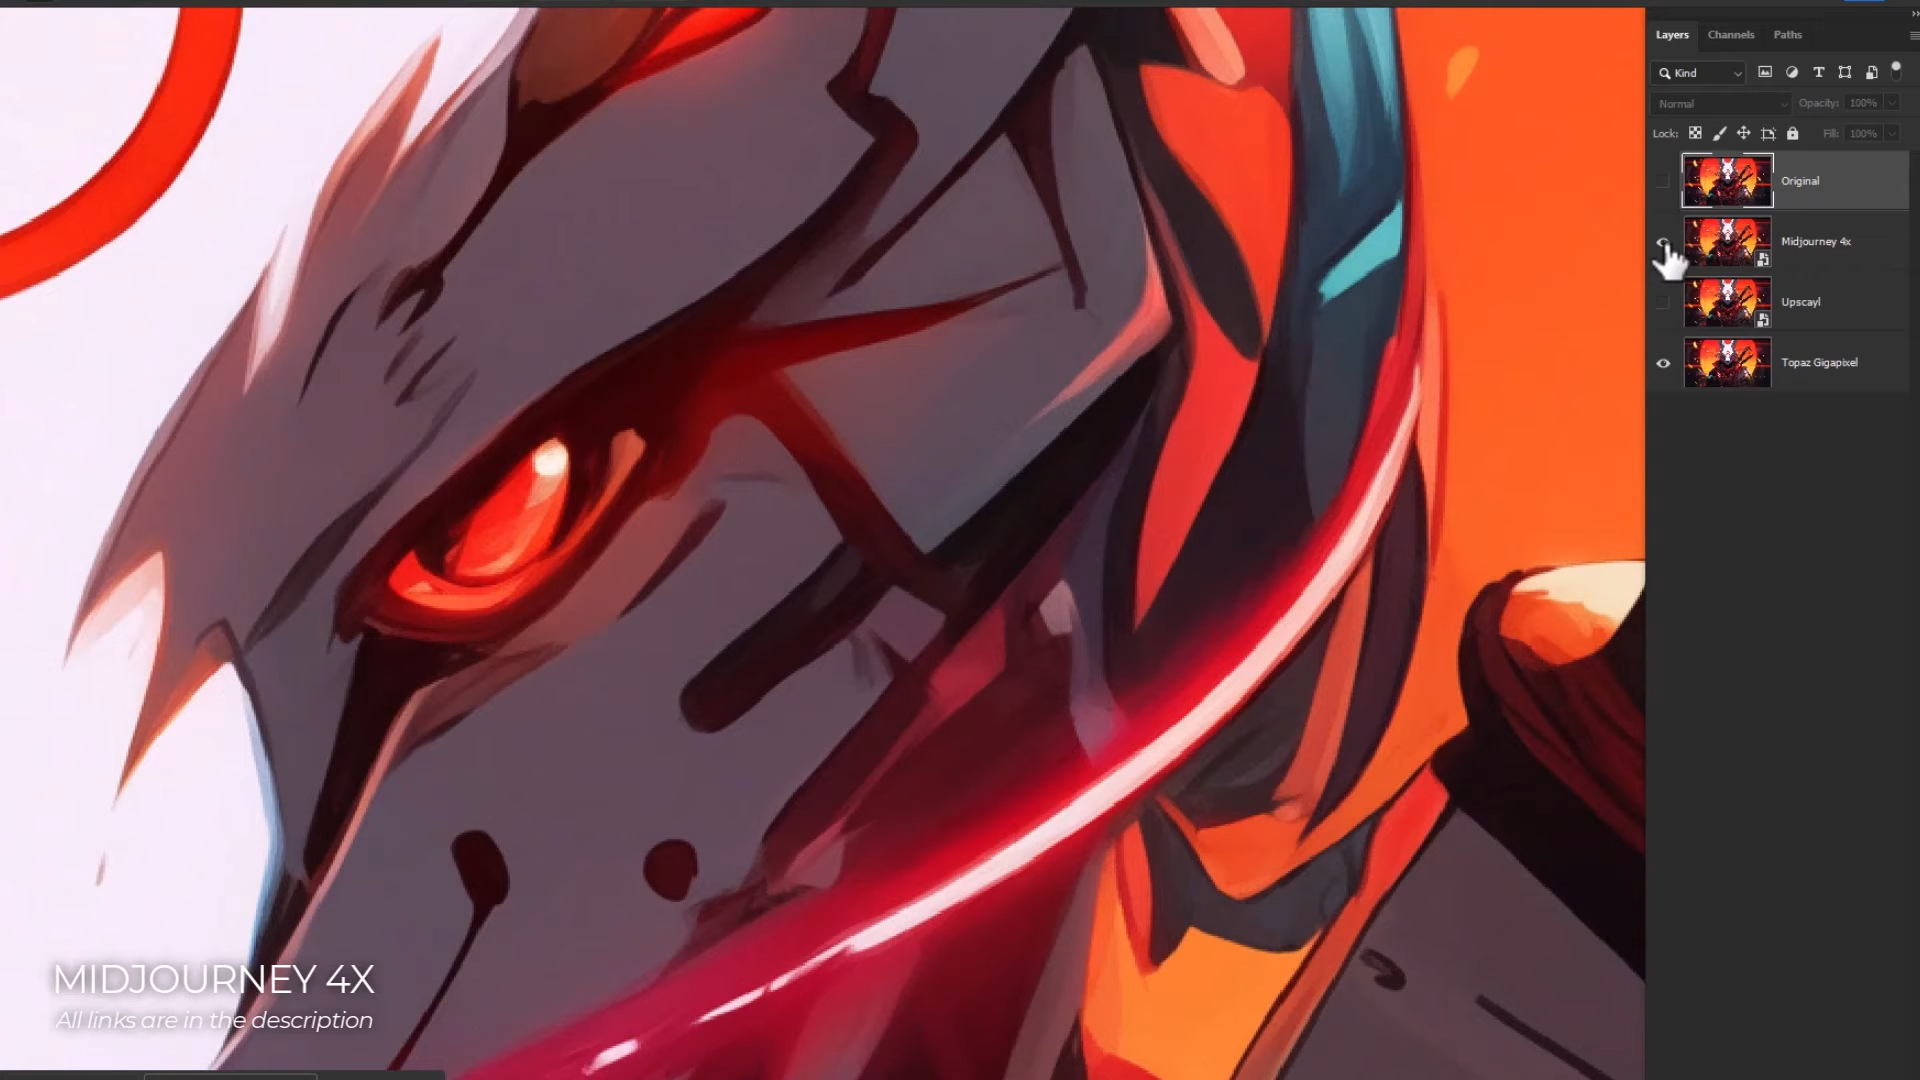 Layers Channels Paths
Kind
Normal Opacity: 100%
Lock: Fill: 100%
Original
Midjourney 4x
Upscayl
Topaz Gigapixel
MIDJOURNEY 4X
All links are in the description